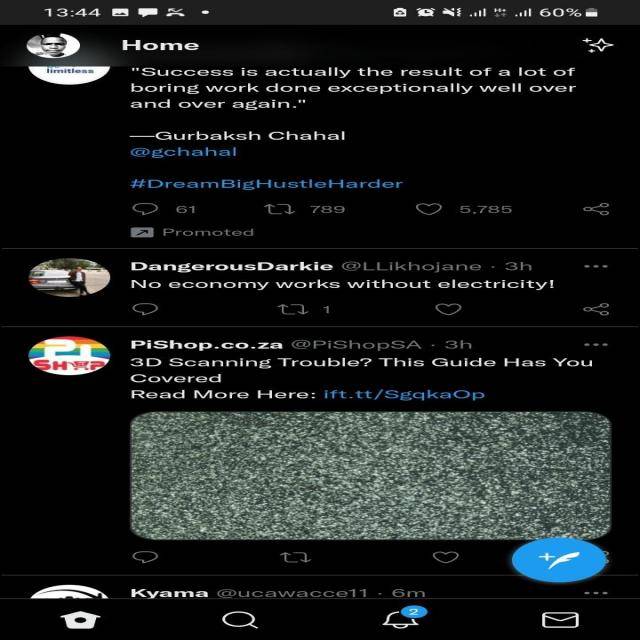 13:44
60%
Home
limitless
"Success is actually the result of a lot of
boring work done exceptionally well over
and over again."
—Gurbaksh Chahal
@gchahal
#DreamBigHustleHarder
61 789 5,785
Promoted
DangerousDarkie @LLikhojane · 3h
No economy works without electricity!
1
PiShop.co.za @PiShopSA · 3h
3D Scanning Trouble? This Guide Has You
Covered
Read More Here: ift.tt/SgqkaOp
Pi
SHOP
Kyama @ucawacce11 · 6m
2